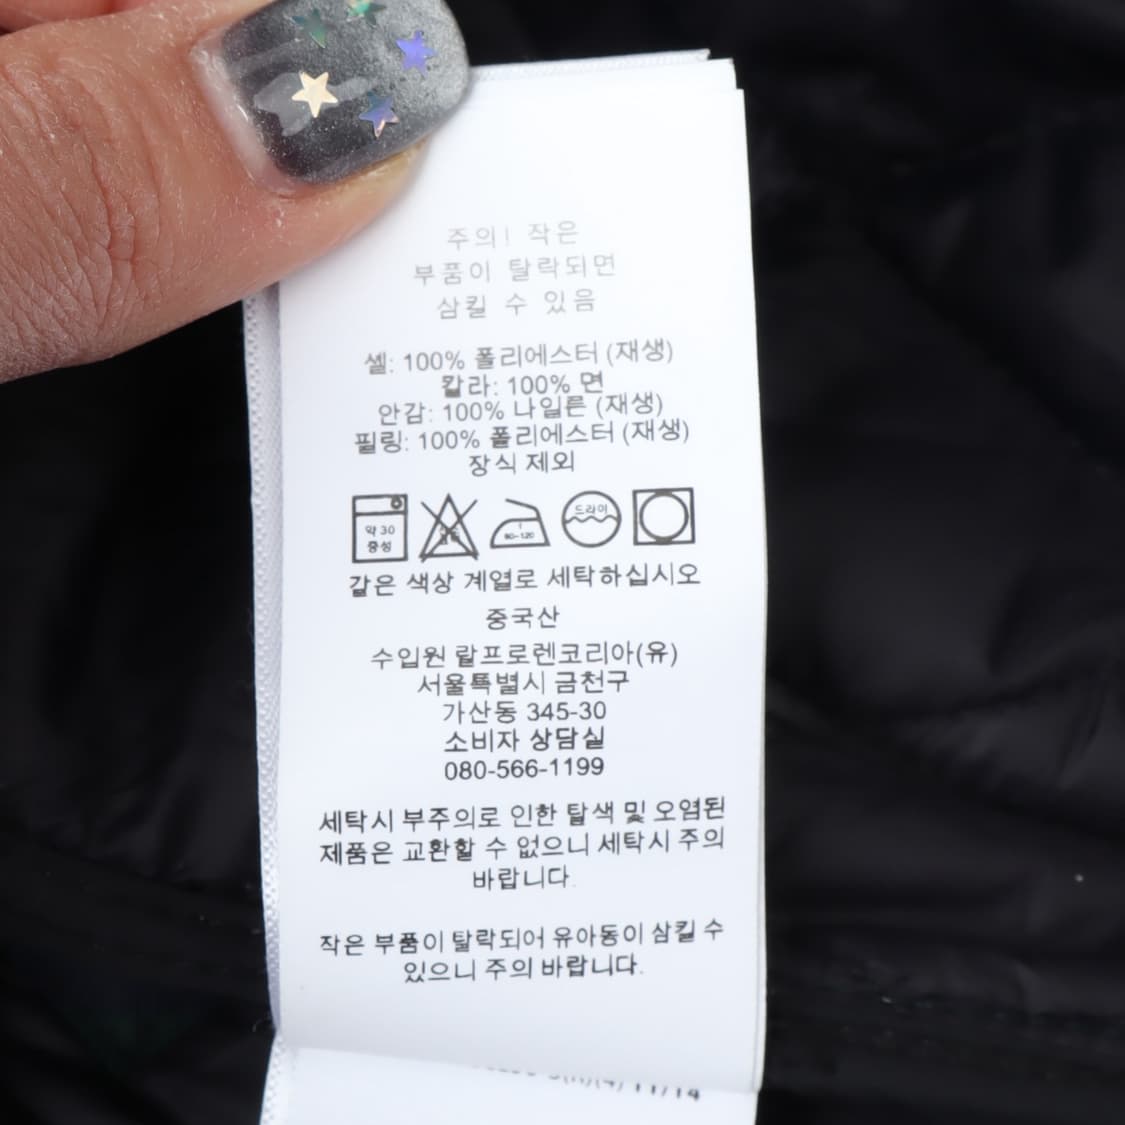 주의! 작은
부품이 탈락되면
삼킬 수 있음
셸: 100% 폴리에스터 (재생)
칼라: 100% 면
안감: 100% 나일론 (재생)
필링: 100% 폴리에스터 (재생)
장식 제외
약 30
중성
드라이
80~120
같은 색상 계열로 세탁하십시오
중국산
수입원 랄프로렌코리아(유)
서울특별시 금천구
가산동 345-30
소비자 상담실
080-566-1199
세탁시 부주의로 인한 탈색 및 오염된
제품은 교환할 수 없으니 세탁시 주의
바랍니다.
작은 부품이 탈락되어 유아동이 삼킬 수
있으니 주의 바랍니다.
11/14